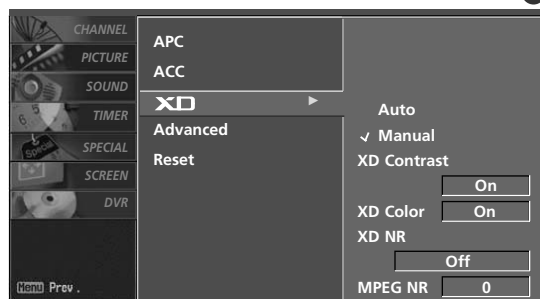 CHANNEL
PICTURE
SOUND
TIMER
SPECIAL
SCREEN
DVR
Menu Prev.
APC
ACC
XD
Advanced
Reset
Auto
✓ Manual
XD Contrast
On
XD Color On
XD NR
Off
MPEG NR 0